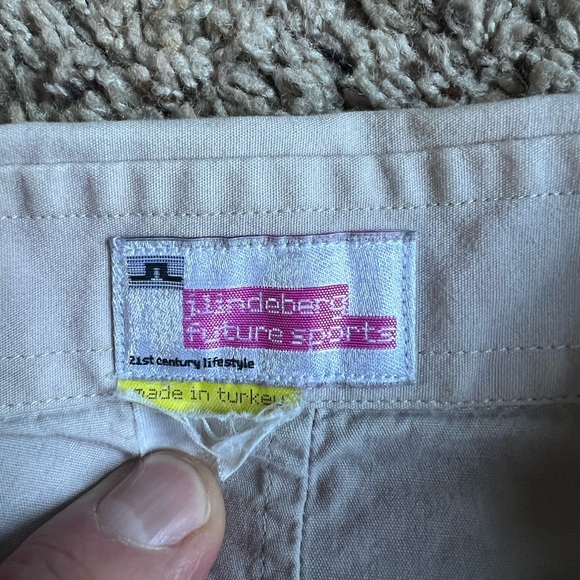 j.lindeberg
future sports
21st century lifestyle
made in turkey